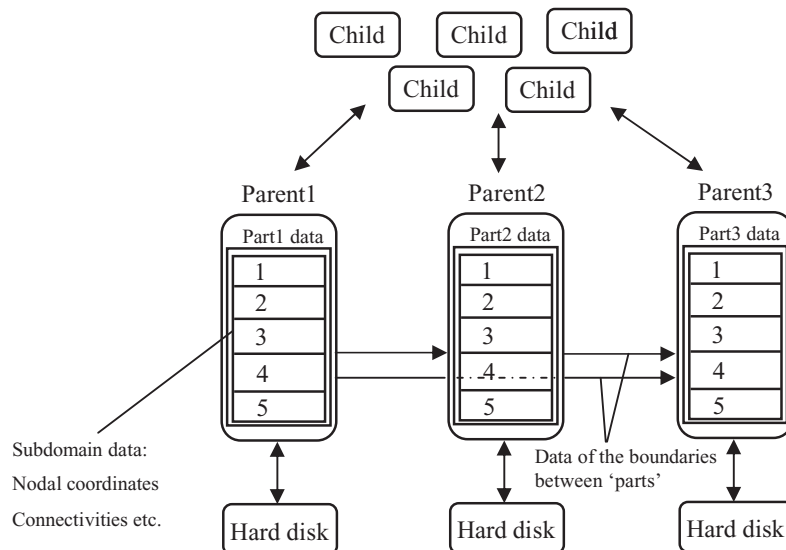 Child
Child
Child
Child
Child
Parent1
Parent2
Parent3
Part1 data
Part2 data
Part3 data
1
2
3
4
5
1
2
3
4
5
1
2
3
4
5
Subdomain data:
Nodal coordinates
Connectivities etc.
Data of the boundaries
between ‘parts’
Hard disk
Hard disk
Hard disk